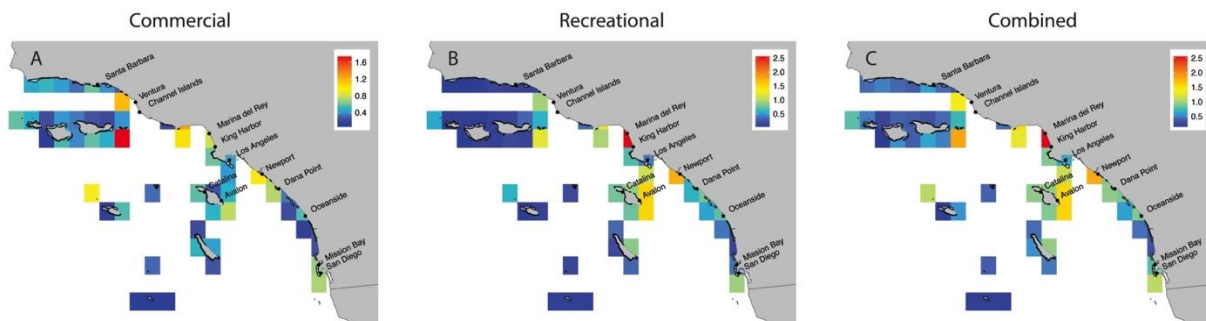 Commercial
Recreational
Combined
A
Santa Barbara
Ventura
Channel Islands
Marina del Rey
King Harbor
Los Angeles
Newport
Catalina
Dana Point
Avalon
Oceanside
Mission Bay
San Diego
1.6
1.2
0.8
0.4
B
Santa Barbara
Ventura
Channel Islands
Marina del Rey
King Harbor
Los Angeles
Newport
Catalina
Dana Point
Avalon
Oceanside
Mission Bay
San Diego
2.5
2.0
1.5
1.0
0.5
C
Santa Barbara
Ventura
Channel Islands
Marina del Rey
King Harbor
Los Angeles
Newport
Catalina
Dana Point
Avalon
Oceanside
Mission Bay
San Diego
2.5
2.0
1.5
1.0
0.5